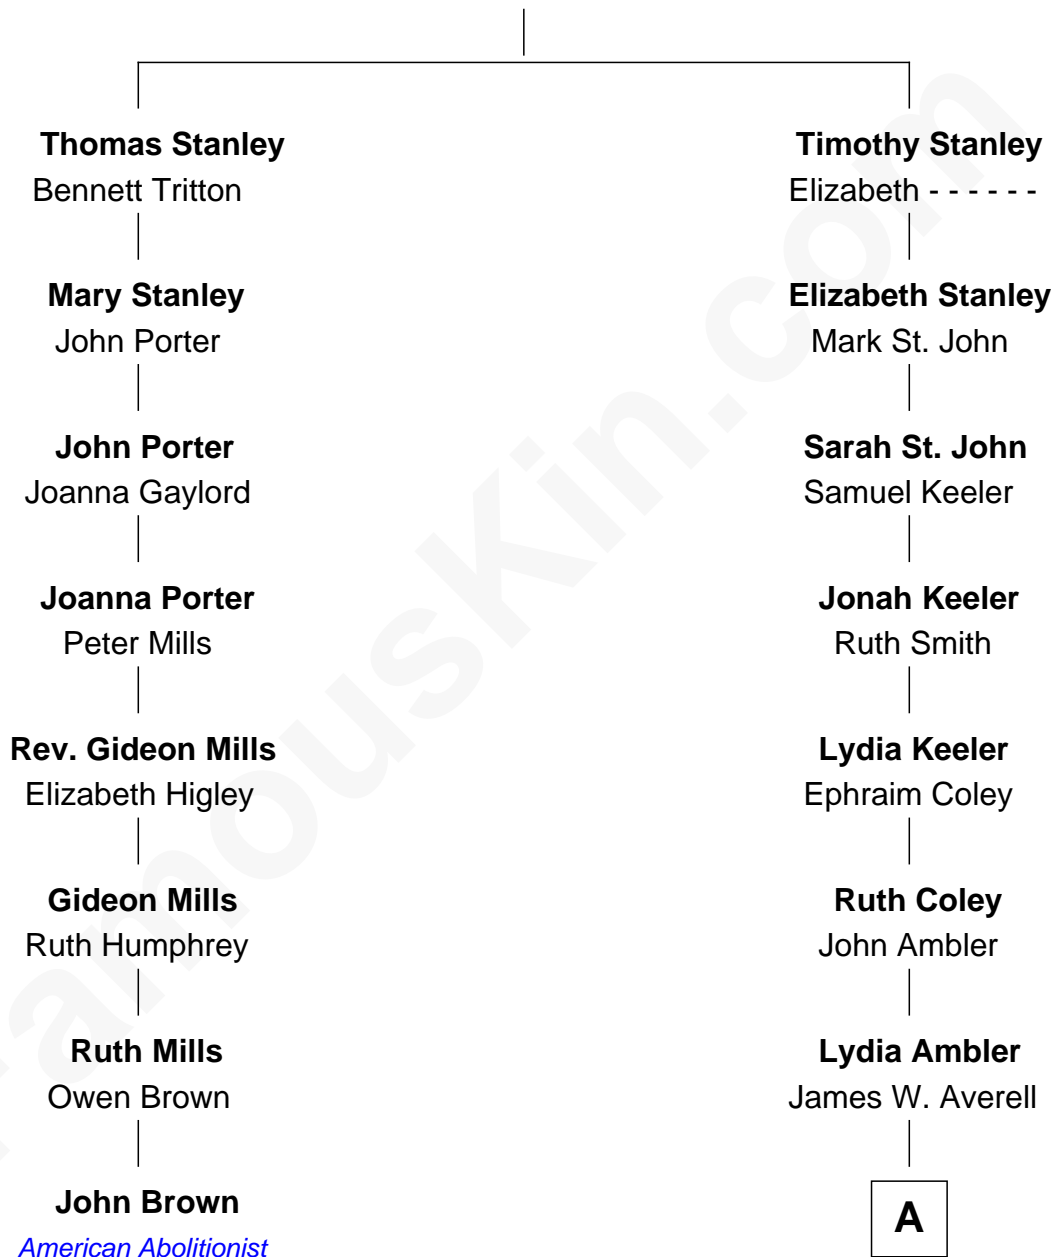 Thomas Stanley
Bennett Tritton
Mary Stanley
John Porter
John Porter
Joanna Gaylord
Joanna Porter
Peter Mills
Rev. Gideon Mills
Elizabeth Higley
Gideon Mills
Ruth Humphrey
Ruth Mills
Owen Brown
John Brown
American Abolitionist
Timothy Stanley
Elizabeth - - - - - -
Elizabeth Stanley
Mark St. John
Sarah St. John
Samuel Keeler
Jonah Keeler
Ruth Smith
Lydia Keeler
Ephraim Coley
Ruth Coley
John Ambler
Lydia Ambler
James W. Averell
A
FamousKin.com